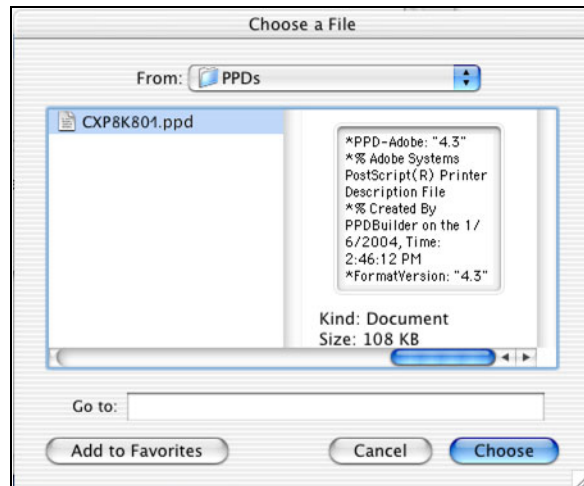 Choose a File
From: PPDs
CXP8K801.ppd
*PPD-Adobe: "4.3"
*% Adobe Systems
PostScript(R) Printer
Description File
*% Created By
PPDBuilder on the 1/
6/2004, Time:
2:46:12 PM
*FormatVersion: "4.3"
Kind: Document
Size: 108 KB
Go to:
Add to Favorites
Cancel
Choose